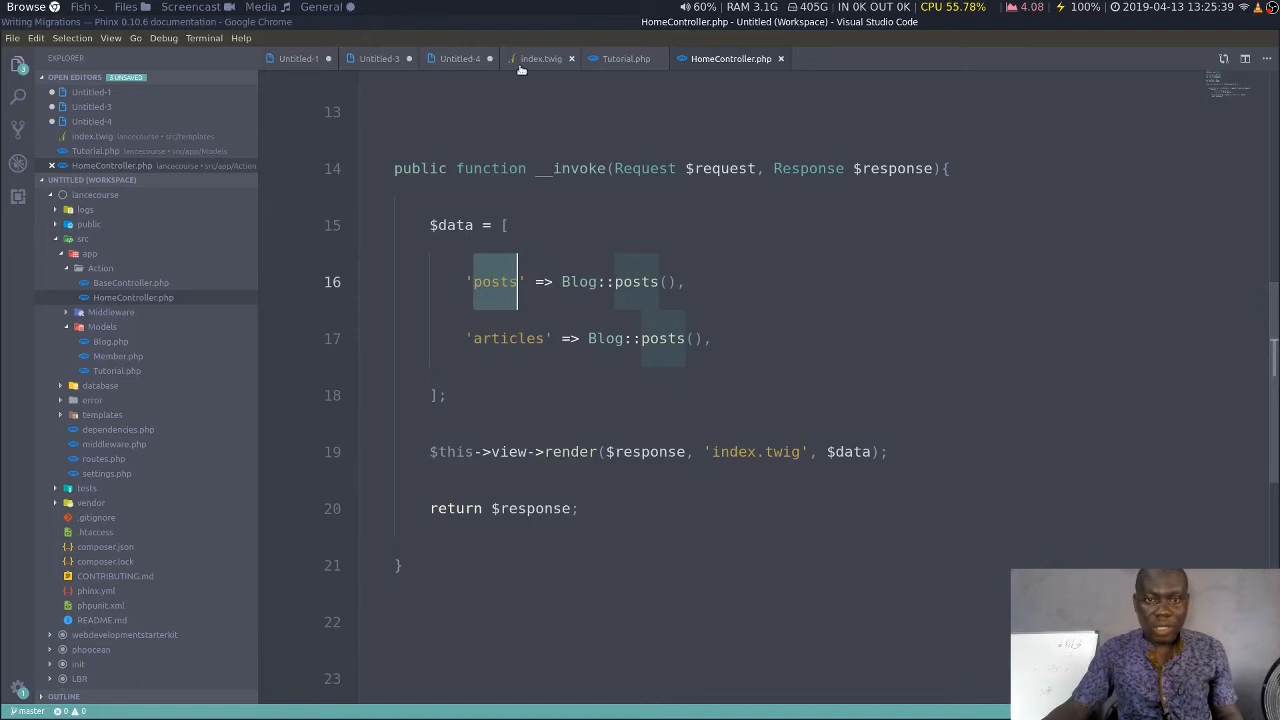 Browse Fish Files Screencast Media General 60% RAM 3.1G 405G IN 0 OUT 0 CPU 55.78% 4.08 100% 2019-04-13 13:25:39
Writing Migrations — Phinx 0.10.6 documentation - Google Chrome HomeController.php - Untitled (Workspace) - Visual Studio Code
File Edit Selection View Go Debug Terminal Help
EXPLORER
Untitled-1 Untitled-3 Untitled-4 index.twig Tutorial.php HomeController.php
OPEN EDITORS 3 UNSAVED
Untitled-1
Untitled-3
Untitled-4
index.twig lancecourse • src/templates
Tutorial.php lancecourse • src/app/Models
HomeController.php lancecourse • src/app/Action
UNTITLED (WORKSPACE)
lancecourse
logs
public
src
app
Action
BaseController.php
HomeController.php
Middleware
Models
Blog.php
Member.php
Tutorial.php
database
error
templates
dependencies.php
middleware.php
routes.php
settings.php
tests
vendor
.gitignore
.htaccess
composer.json
composer.lock
CONTRIBUTING.md
phinx.yml
phpunit.xml
README.md
webdevelopmentstarterkit
phpocean
init
LBR
OUTLINE
13
14 public function __invoke(Request $request, Response $response){
15 $data = [
16 'posts' => Blog::posts(),
17 'articles' => Blog::posts(),
18 ];
19 $this->view->render($response, 'index.twig', $data);
20 return $response;
21 }
22
23
master 0 0